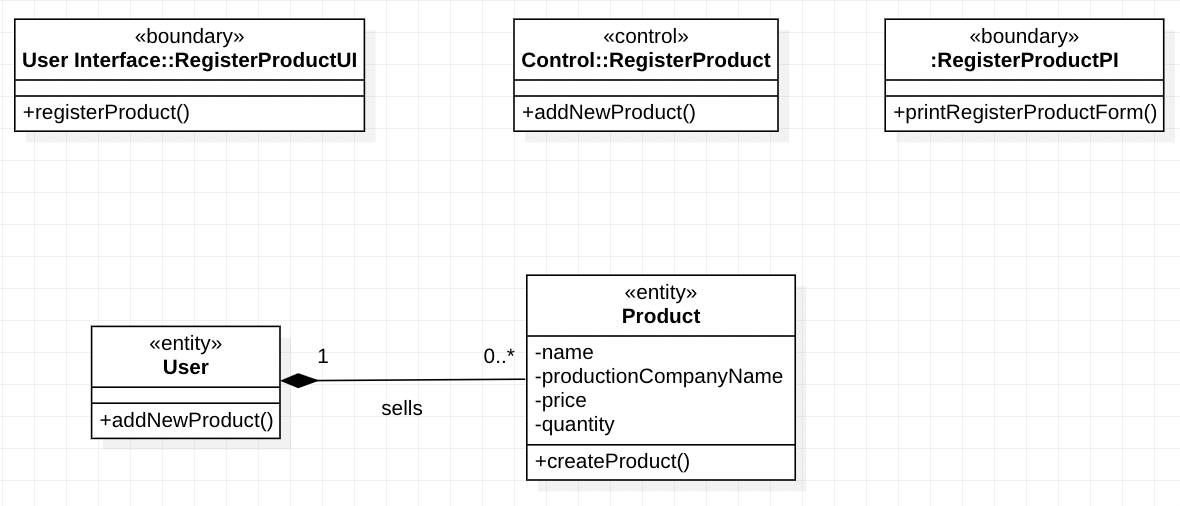 «boundary»
User Interface::RegisterProductUI
+registerProduct()
«control»
Control::RegisterProduct
+addNewProduct()
«boundary»
:RegisterProductPI
+printRegisterProductForm()
«entity»
User
+addNewProduct()
1
0..*
sells
«entity»
Product
-name
-productionCompanyName
-price
-quantity
+createProduct()